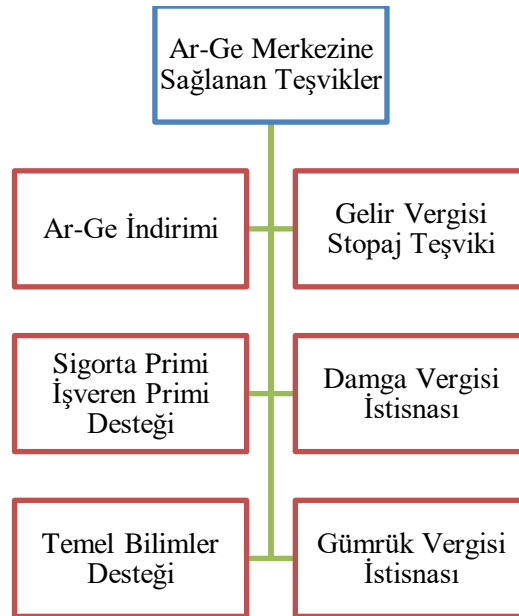 Ar-Ge Merkezine
Sağlanan Teşvikler
Ar-Ge İndirimi
Gelir Vergisi
Stopaj Teşviki
Sigorta Primi
İşveren Primi
Desteği
Damga Vergisi
İstisnası
Temel Bilimler
Desteği
Gümrük Vergisi
İstisnası